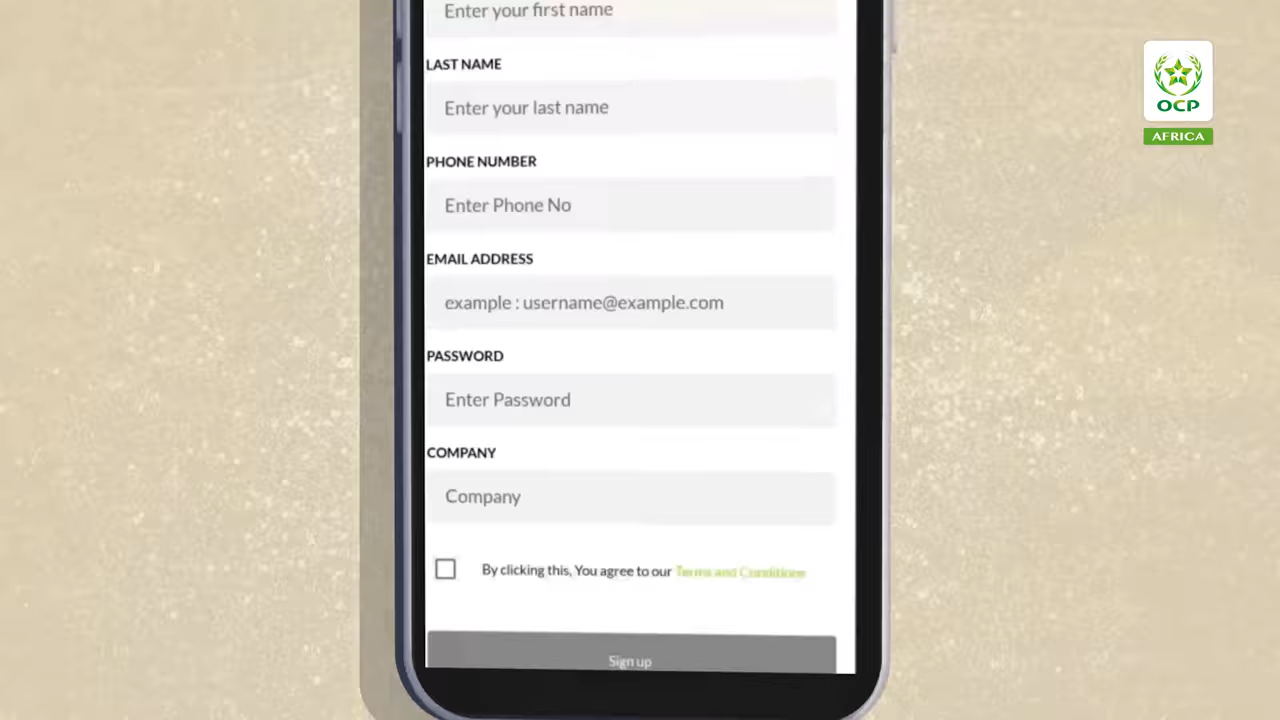 Enter your first name
LAST NAME
Enter your last name
PHONE NUMBER
Enter Phone No
EMAIL ADDRESS
example : username@example.com
PASSWORD
Enter Password
COMPANY
Company
By clicking this, You agree to our Terms and Conditions
Sign up
OCP
AFRICA